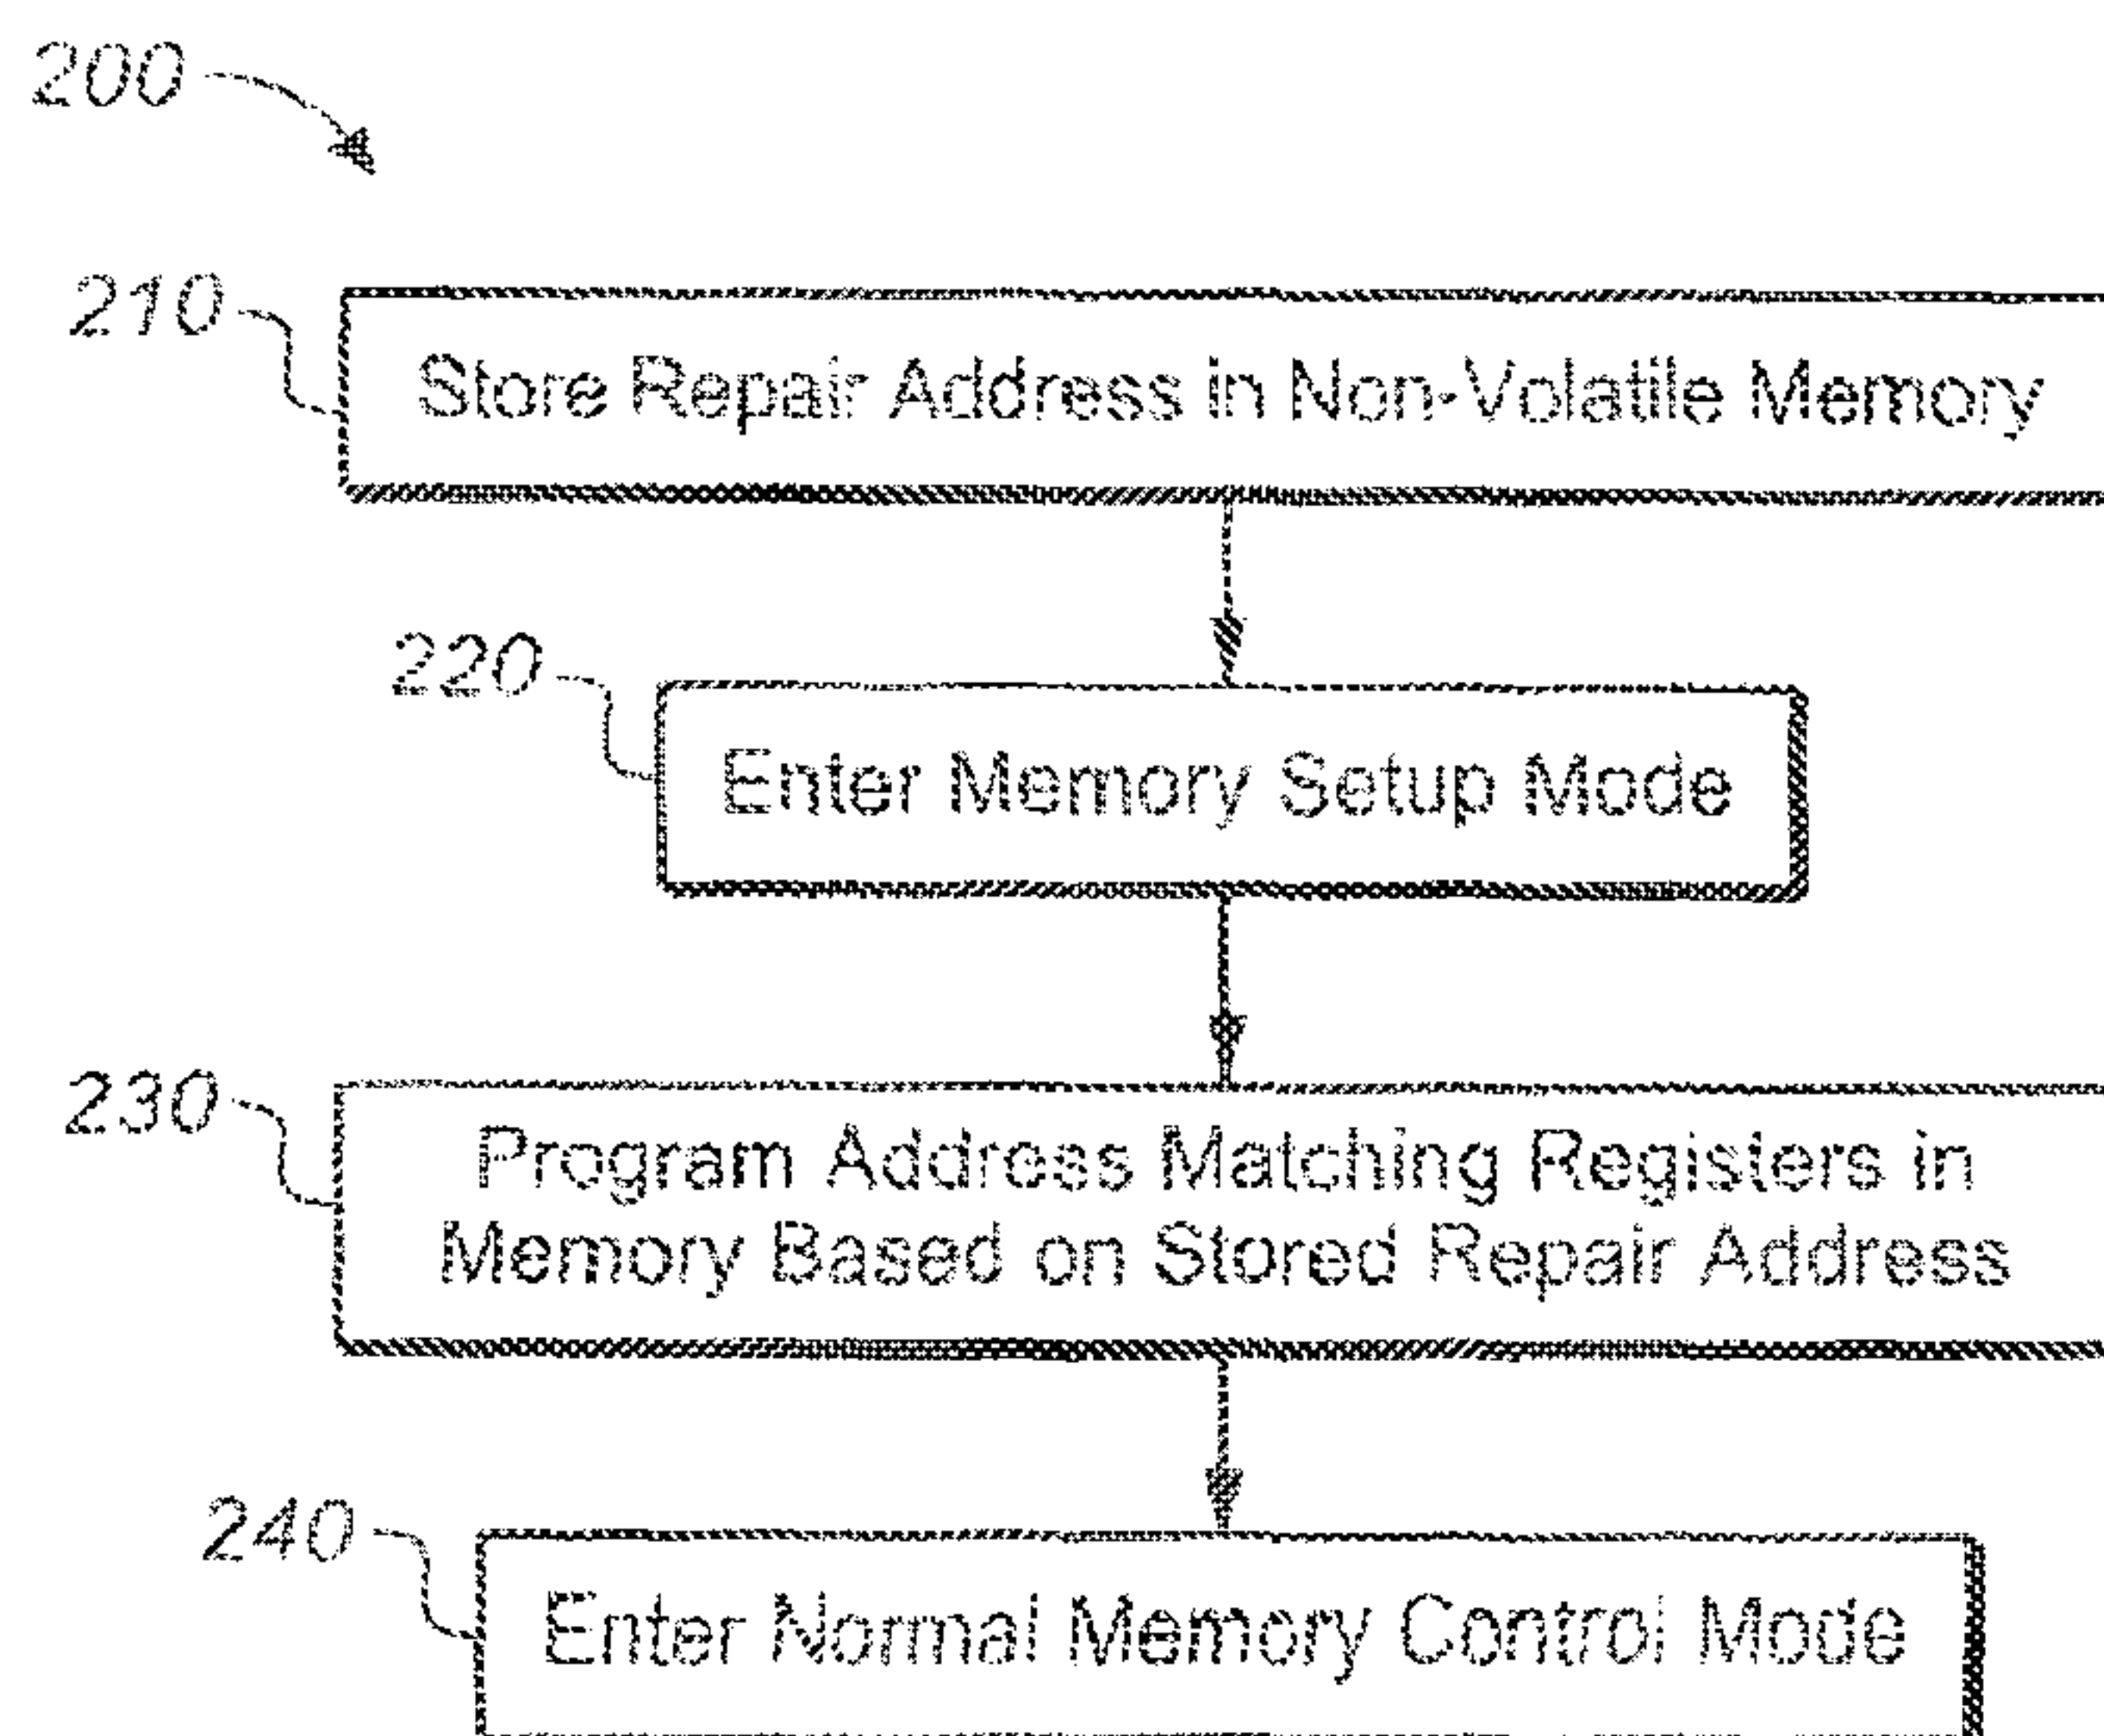 200
210
Store Repair Address in Non-Volatile Memory
220
Enter Memory Setup Mode
230
Program Address Matching Registers in
Memory Based on Stored Repair Address
240
Enter Normal Memory Control Mode